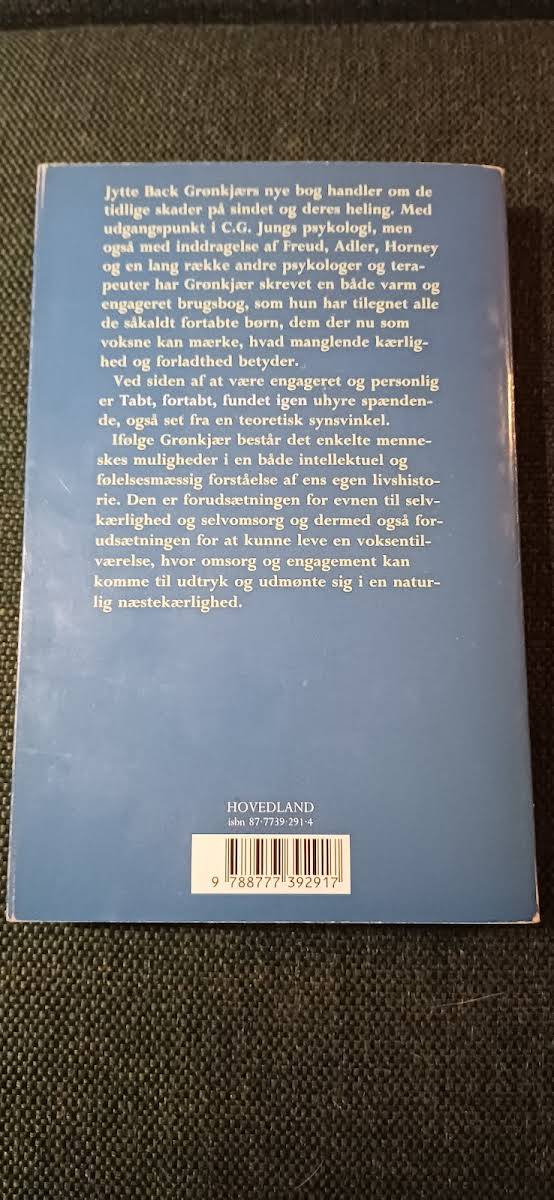 Jytte Back Grønkjærs nye bog handler om de
tidlige skader på sindet og deres heling. Med
udgangspunkt i C.G. Jungs psykologi, men
også med inddragelse af Freud, Adler, Horney
og en lang række andre psykologer og tera-
peuter har Grønkjær skrevet en både varm og
engageret brugsbog, som hun har tilegnet alle
de såkaldt fortabte børn, dem der nu som
voksne kan mærke, hvad manglende kærlig-
hed og forladthed betyder.
Ved siden af at være engageret og personlig
er Tabt, fortabt, fundet igen uhyre spænden-
de, også set fra en teoretisk synsvinkel.
Ifølge Grønkjær består det enkelte menne-
skes muligheder i en både intellektuel og
følelsesmæssig forståelse af ens egen livshisto-
rie. Den er forudsætningen for evnen til selv-
kærlighed og selvomsorg og dermed også for-
udsætningen for at kunne leve en voksentil-
værelse, hvor omsorg og engagement kan
komme til udtryk og udmønte sig i en natur-
lig næstekærlighed.
HOVEDLAND
isbn 87·7739·291·4
9 788777 392917